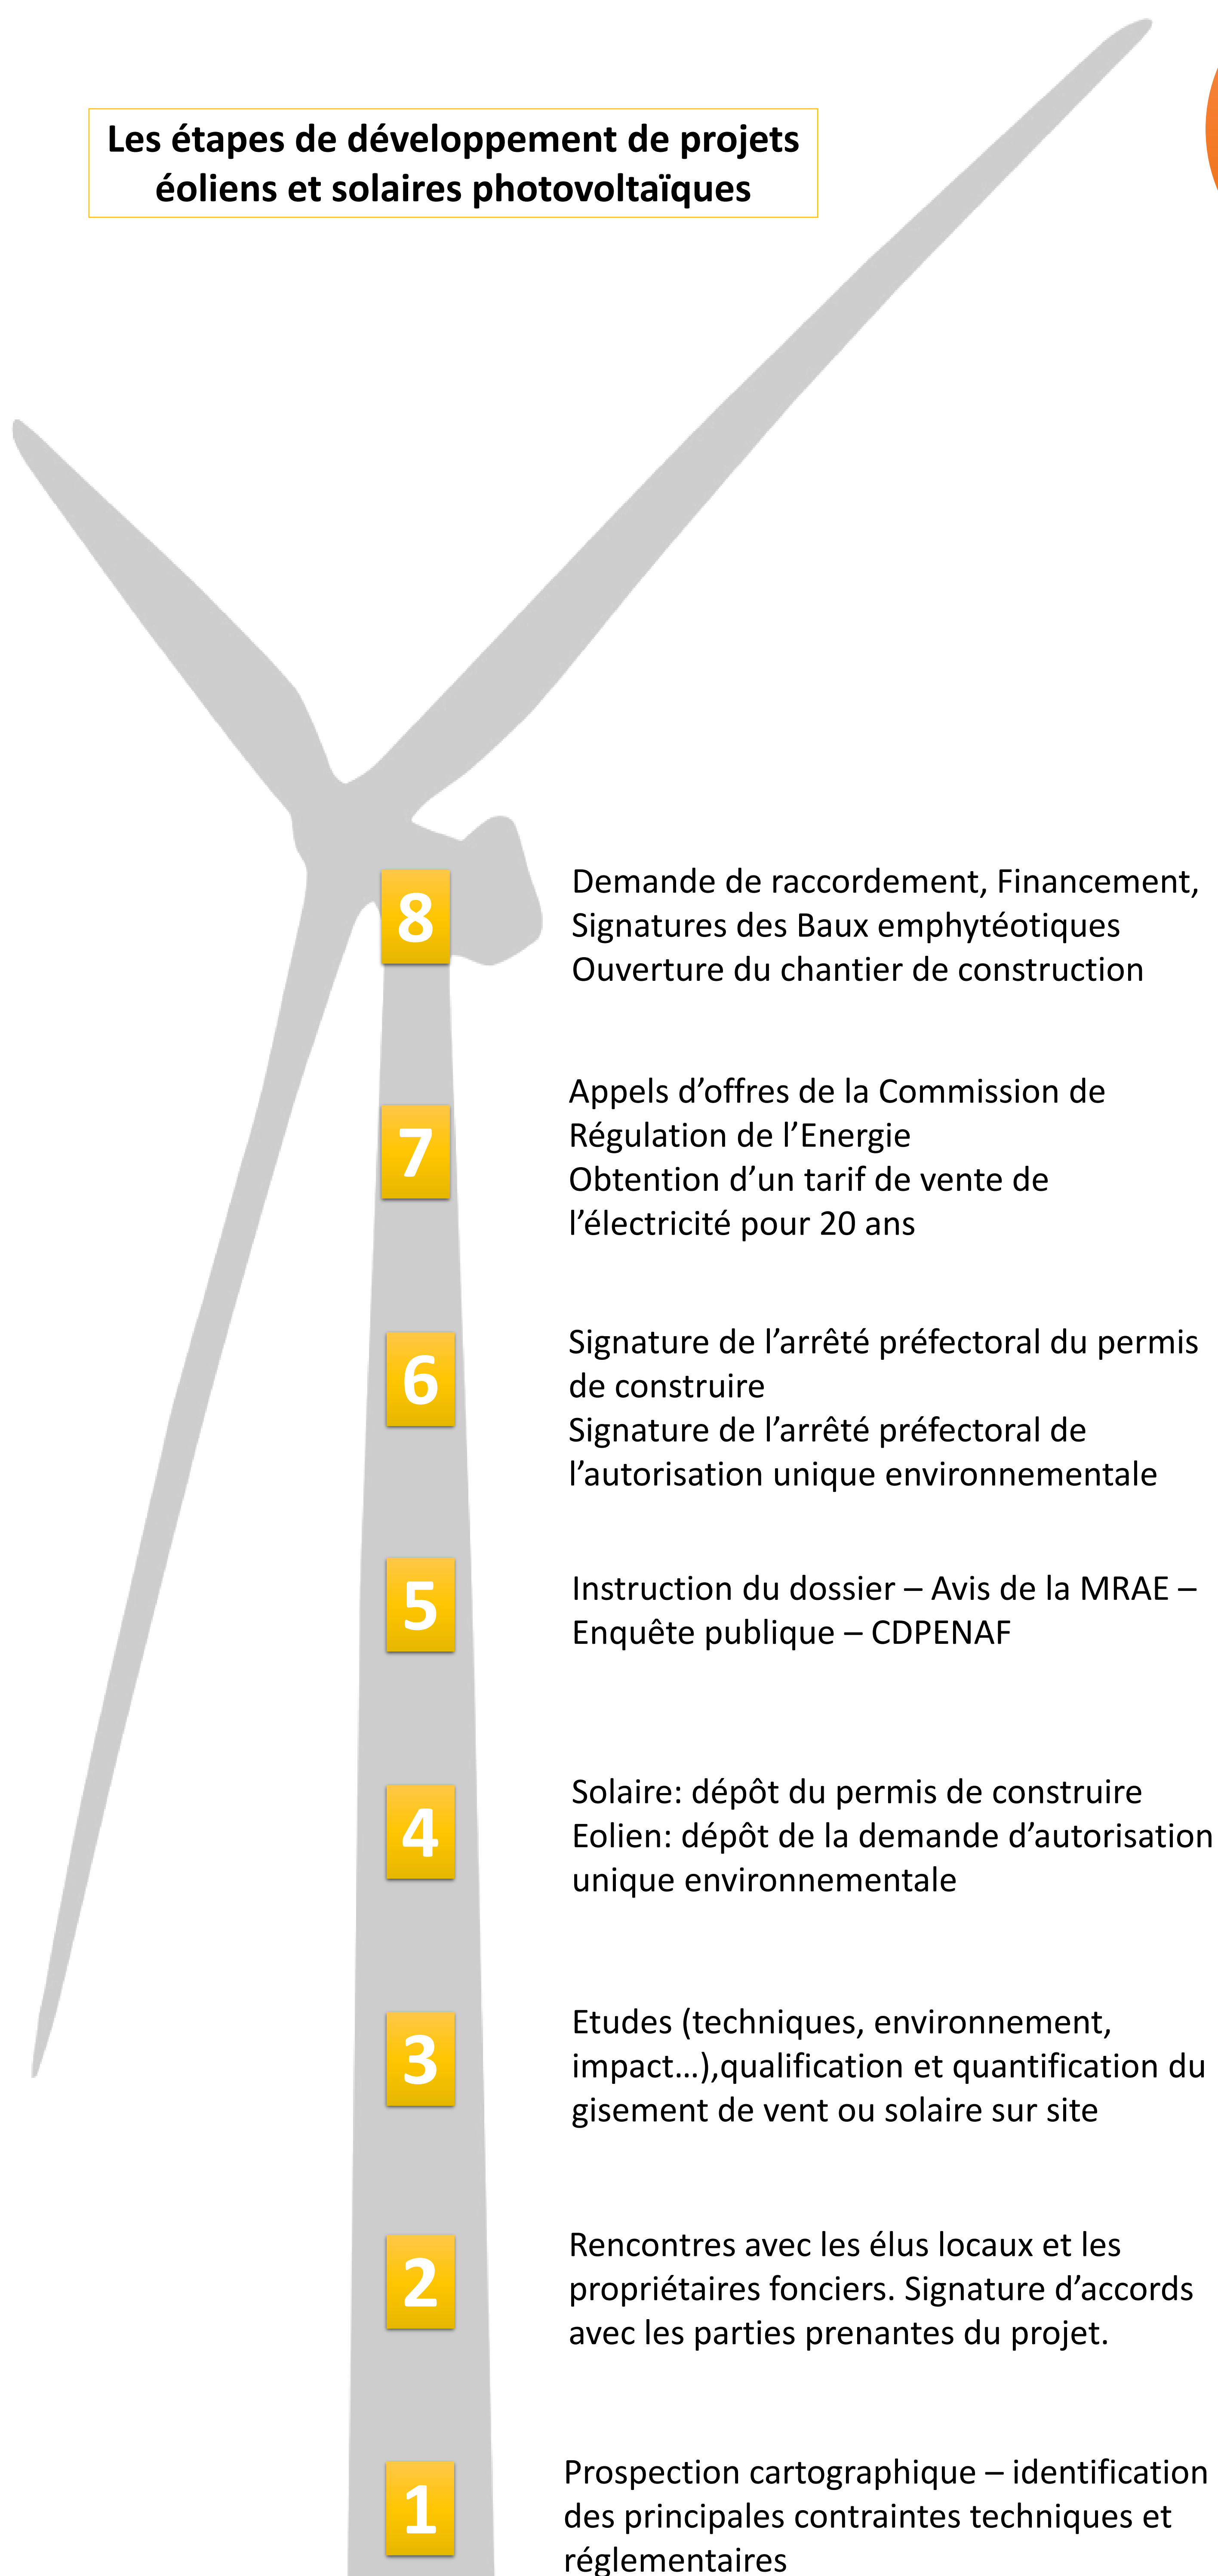 Les étapes de développement de projets
éoliens et solaires photovoltaïques
8
Demande de raccordement, Financement,
Signatures des Baux emphytéotiques
Ouverture du chantier de construction
7
Appels d’offres de la Commission de
Régulation de l’Energie
Obtention d’un tarif de vente de
l’électricité pour 20 ans
6
Signature de l’arrêté préfectoral du permis
de construire
Signature de l’arrêté préfectoral de
l’autorisation unique environnementale
5
Instruction du dossier – Avis de la MRAE –
Enquête publique – CDPENAF
4
Solaire: dépôt du permis de construire
Eolien: dépôt de la demande d’autorisation
unique environnementale
3
Etudes (techniques, environnement,
impact…),qualification et quantification du
gisement de vent ou solaire sur site
2
Rencontres avec les élus locaux et les
propriétaires fonciers. Signature d’accords
avec les parties prenantes du projet.
1
Prospection cartographique – identification
des principales contraintes techniques et
réglementaires